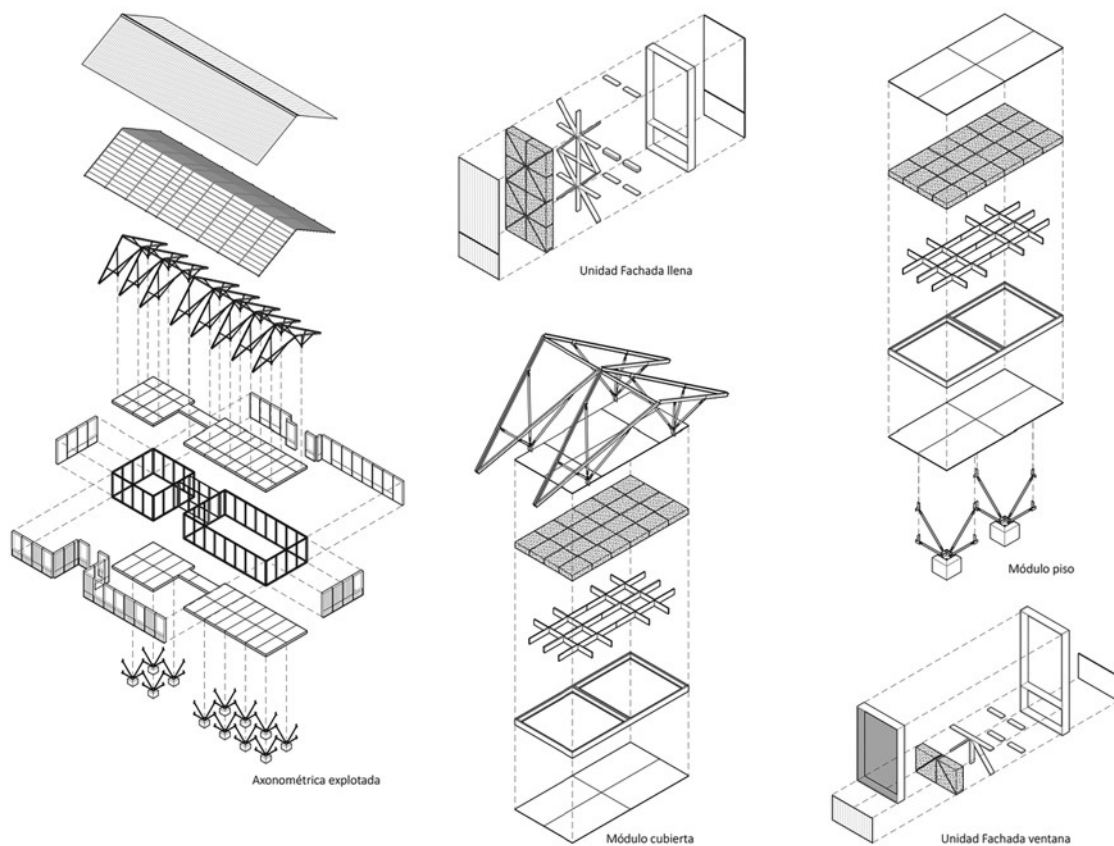 Unidad Fachada llena
Módulo piso
Axonométrica explotada
Módulo cubierta
Unidad Fachada ventana